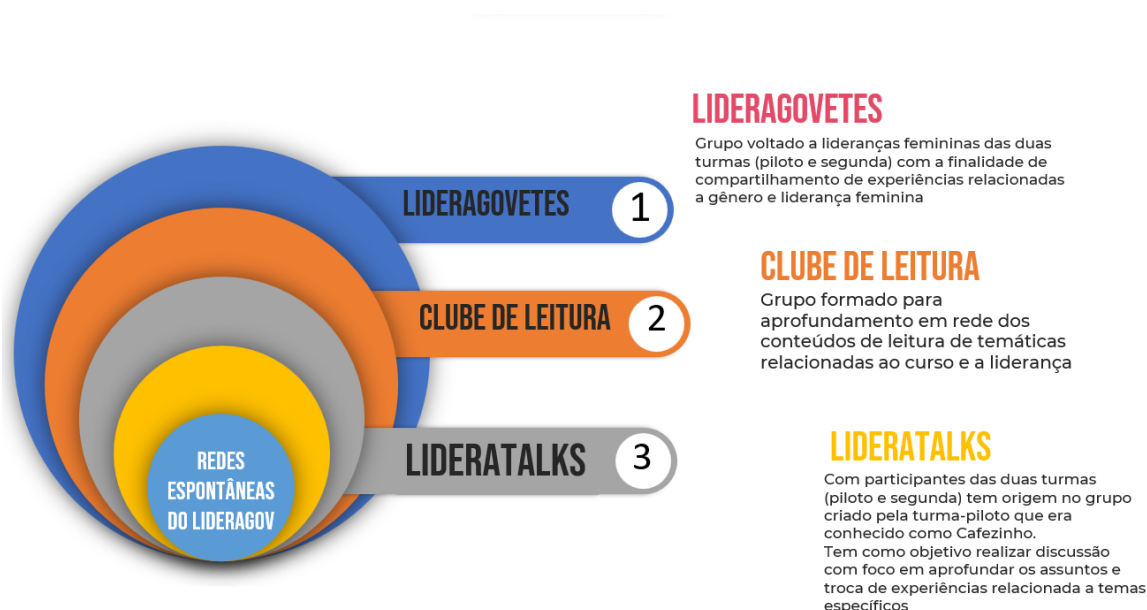 REDES
ESPONTÂNEAS
DO LIDERAGOV
LIDERAGOVETES
1
CLUBE DE LEITURA
2
LIDERATALKS
3
LIDERAGOVETES
Grupo voltado a lideranças femininas das duas
turmas (piloto e segunda) com a finalidade de
compartilhamento de experiências relacionadas
a gênero e liderança feminina
CLUBE DE LEITURA
Grupo formado para
aprofundamento em rede dos
conteúdos de leitura de temáticas
relacionadas ao curso e a liderança
LIDERATALKS
Com participantes das duas turmas
(piloto e segunda) tem origem no grupo
criado pela turma-piloto que era
conhecido como Cafezinho.
Tem como objetivo realizar discussão
com foco em aprofundar os assuntos e
troca de experiências relacionada a temas
específicos